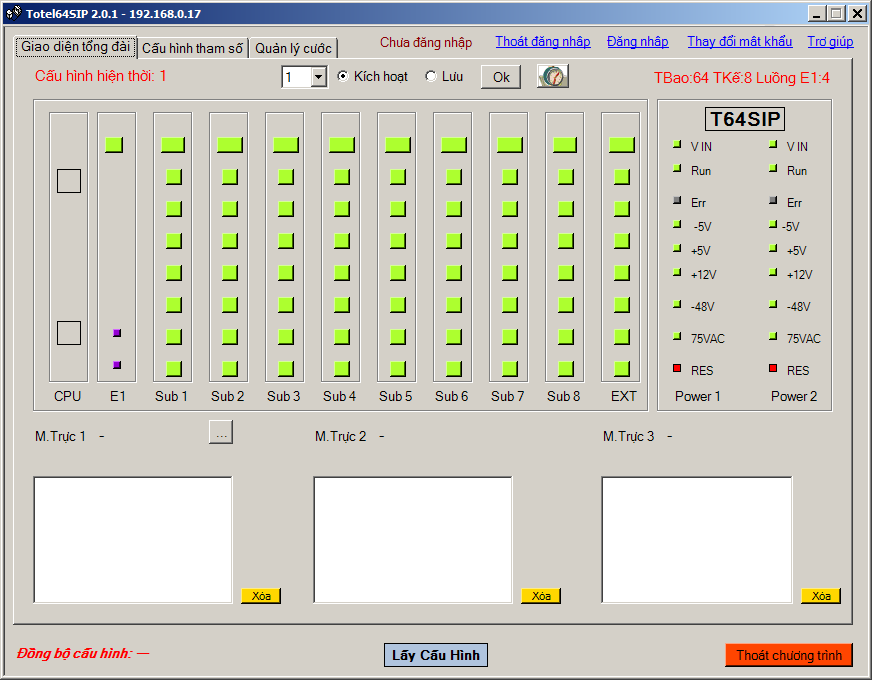 Totel64SIP 2.0.1 - 192.168.0.17
Giao diện tổng đài Cấu hình tham số Quản lý cước Chưa đăng nhập Thoát đăng nhập Đăng nhập Thay đổi mật khẩu Trợ giúp
Cấu hình hiện thời: 1 1 Kích hoạt Lưu Ok TBao:64 TKế:8 Luồng E1:4
T64SIP
V IN V IN
Run Run
Err Err
-5V -5V
+5V +5V
+12V +12V
-48V -48V
75VAC 75VAC
RES RES
CPU E1 Sub 1 Sub 2 Sub 3 Sub 4 Sub 5 Sub 6 Sub 7 Sub 8 EXT Power 1 Power 2
M.Trực 1 - ... M.Trực 2 - M.Trực 3 -
Xóa Xóa Xóa
Đồng bộ cấu hình: — Lấy Cấu Hình Thoát chương trình